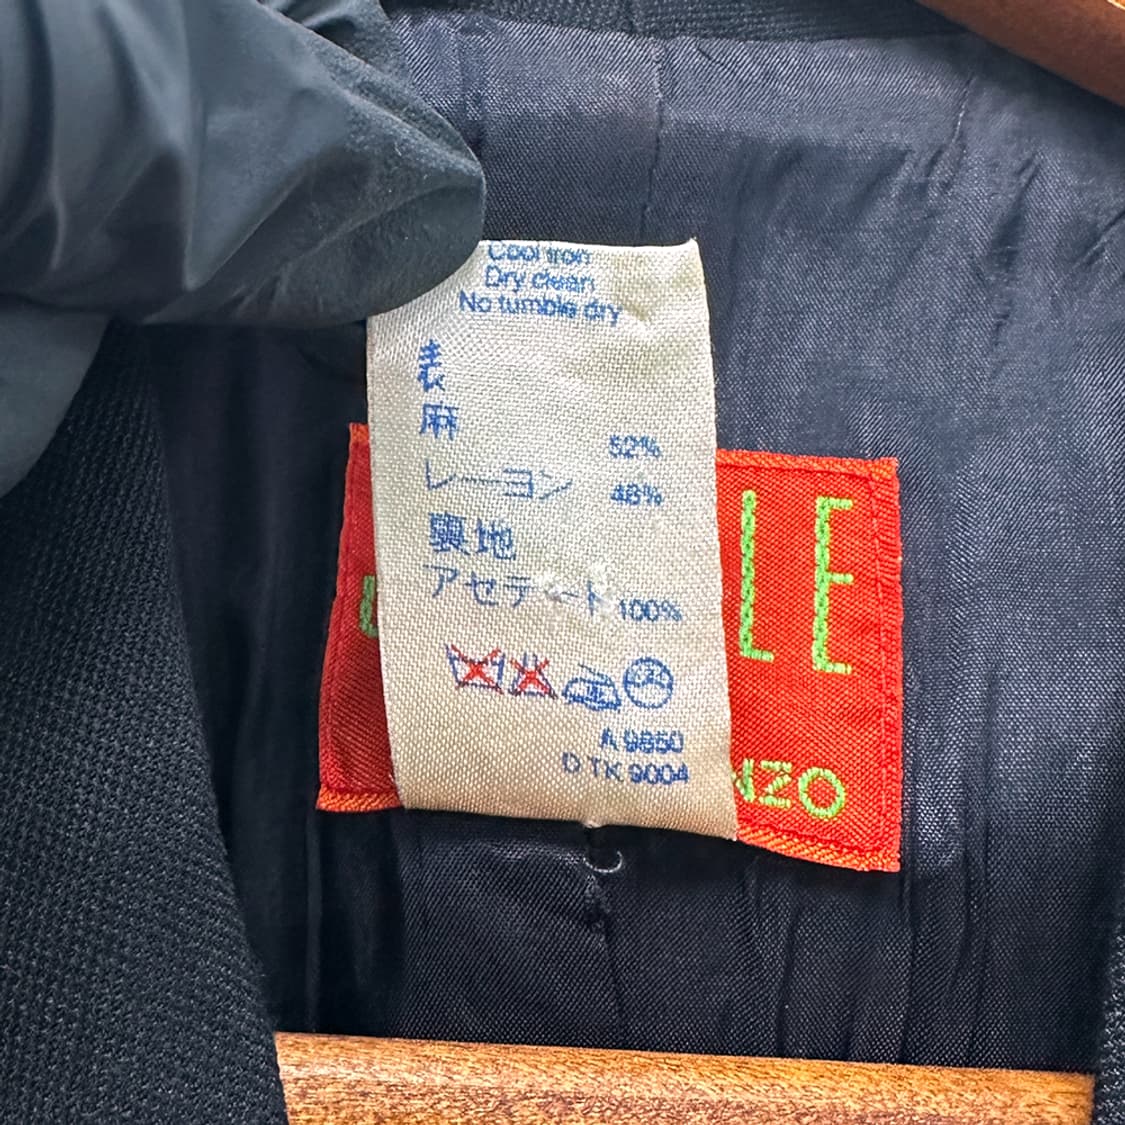 Cool iron
Dry clean
No tumble dry
表
麻 52%
レーヨン 48%
裏地
アセテート 100%
A 9850
D TK 9004
LE
NZO